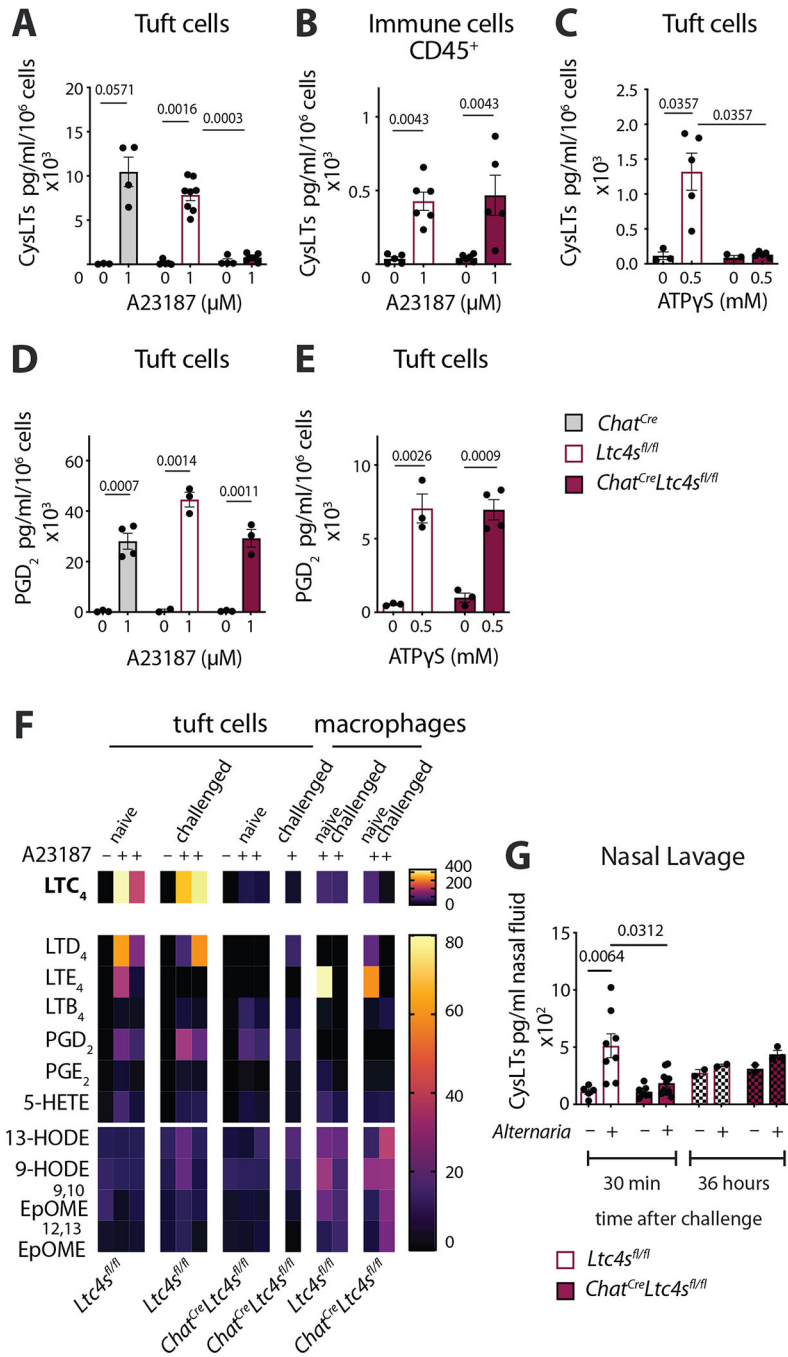 A
Tuft cells
CysLTs pg/ml/10⁶ cells
x10³
20
15
10
5
0
0.0571
0.0016
0.0003
0 1 0 1 0 1
A23187 (µM)
B
Immune cells
CD45⁺
CysLTs pg/ml/10⁶ cells
x10³
1
0.5
0
0.0043
0.0043
0 1 0 1
A23187 (µM)
C
Tuft cells
CysLTs pg/ml/10⁶ cells
x10³
2.5
2.0
1.5
1.0
0.5
0.0
0.0357
0.0357
0 0.5 0 0.5
ATPγS (mM)
D
Tuft cells
PGD₂ pg/ml/10⁶ cells
x10³
60
40
20
0
0.0007
0.0014
0.0011
0 1 0 1 0 1
A23187 (µM)
E
Tuft cells
PGD₂ pg/ml/10⁶ cells
x10³
10
5
0
0.0026
0.0009
0 0.5 0 0.5
ATPγS (mM)
Chat^Cre
Ltc4s^fl/fl
Chat^Cre Ltc4s^fl/fl
F
tuft cells
macrophages
naive
challenged
naive
challenged
naive
challenged
naive
challenged
A23187 − + + − + + − + + + + + + +
LTC₄
400
200
0
LTD₄
LTE₄
LTB₄
PGD₂
PGE₂
5-HETE
13-HODE
9-HODE
9,10
EpOME
12,13
EpOME
80
60
40
20
0
Ltc4s^fl/fl
Ltc4s^fl/fl
Chat^Cre Ltc4s^fl/fl
Chat^Cre Ltc4s^fl/fl
Ltc4s^fl/fl
Chat^Cre Ltc4s^fl/fl
G
Nasal Lavage
CysLTs pg/ml nasal fluid
x10²
15
10
5
0
0.0064
0.0312
Alternaria − + − + − + − +
30 min
36 hours
time after challenge
Ltc4s^fl/fl
Chat^Cre Ltc4s^fl/fl